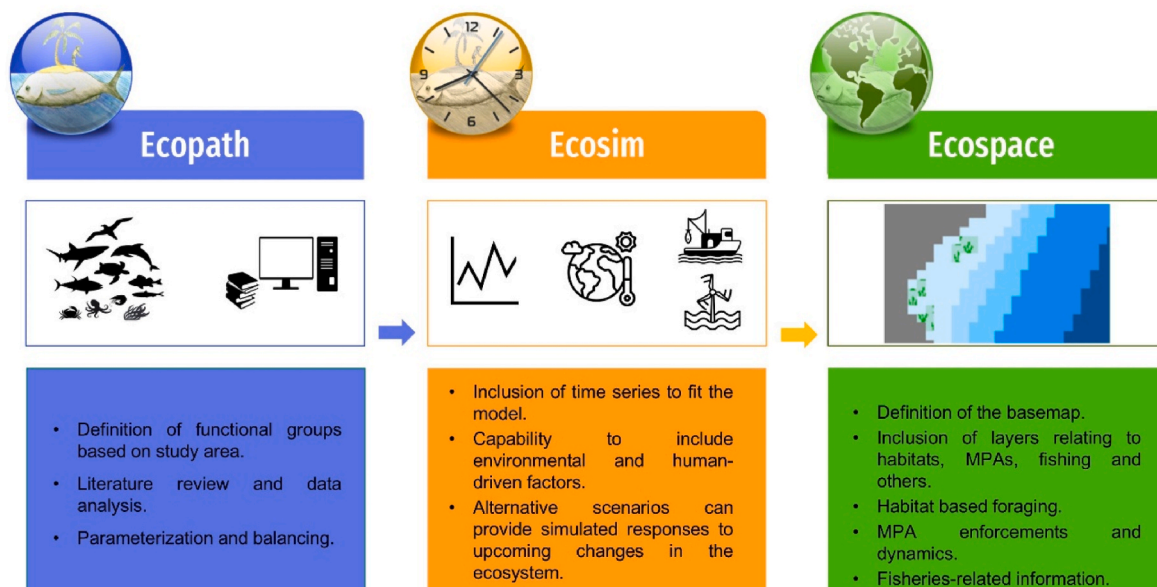 12
9
3
6
Ecopath
Ecosim
Ecospace
• Definition of functional groups
based on study area.
• Literature review and data
analysis.
• Parameterization and balancing.
• Inclusion of time series to fit the
model.
• Capability to include
environmental and human-
driven factors.
• Alternative scenarios can
provide simulated responses to
upcoming changes in the
ecosystem.
• Definition of the basemap.
• Inclusion of layers relating to
habitats, MPAs, fishing and
others.
• Habitat based foraging.
• MPA enforcements and
dynamics.
• Fisheries-related information.